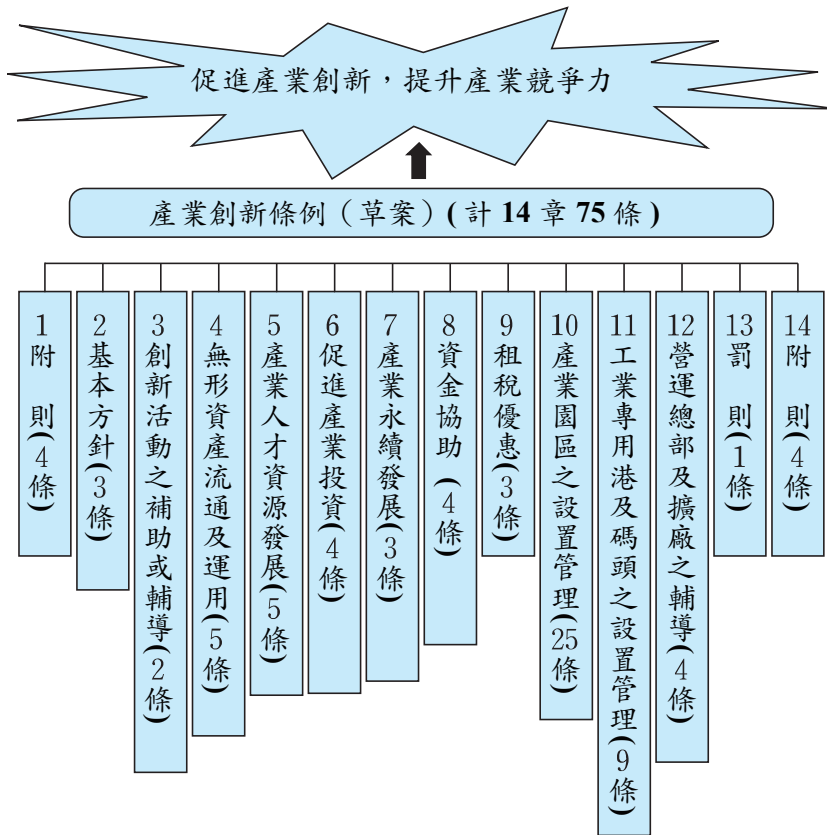 促進產業創新，提升產業競爭力
產業創新條例（草案）( 計 14 章 75 條 )
1 附 則(4條)
2 基本方針(3條)
3 創新活動之補助或輔導(2條)
4 無形資產流通及運用(5條)
5 產業人才資源發展(5條)
6 促進產業投資(4條)
7 產業永續發展(3條)
8 資金協助 (4條)
9 租稅優惠(3條)
10 產業園區之設置管理(25條)
11 工業專用港及碼頭之設置管理(9條)
12 營運總部及擴廠之輔導(4條)
13 罰 則(1條)
14 附 則(4條)